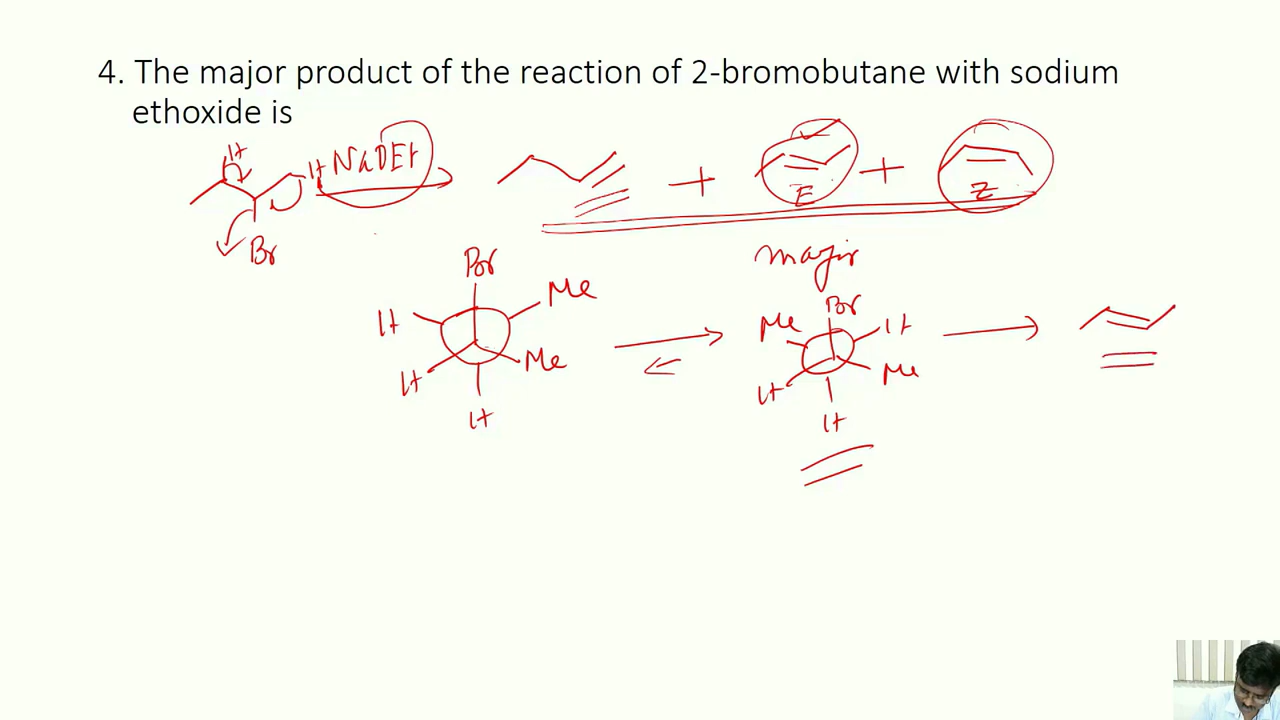 4. The major product of the reaction of 2-bromobutane with sodium
ethoxide is
H
H NaOEt
+
+
E
Z
Br
major
Br
Me
H
H
Me
H
Br
Me
H
H
Me
H